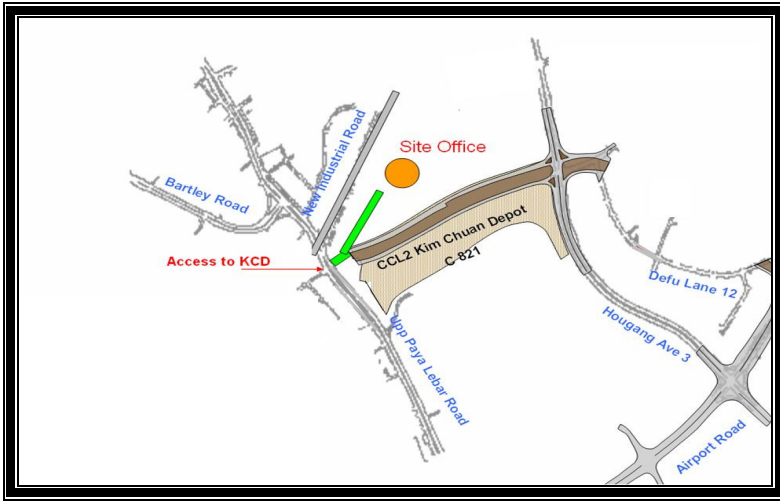 New Industrial Road
Site Office
Bartley Road
CCL2 Kim Chuan Depot
C-821
Access to KCD
Defu Lane 12
Hougang Ave 3
Upp Paya Lebar Road
Airport Road